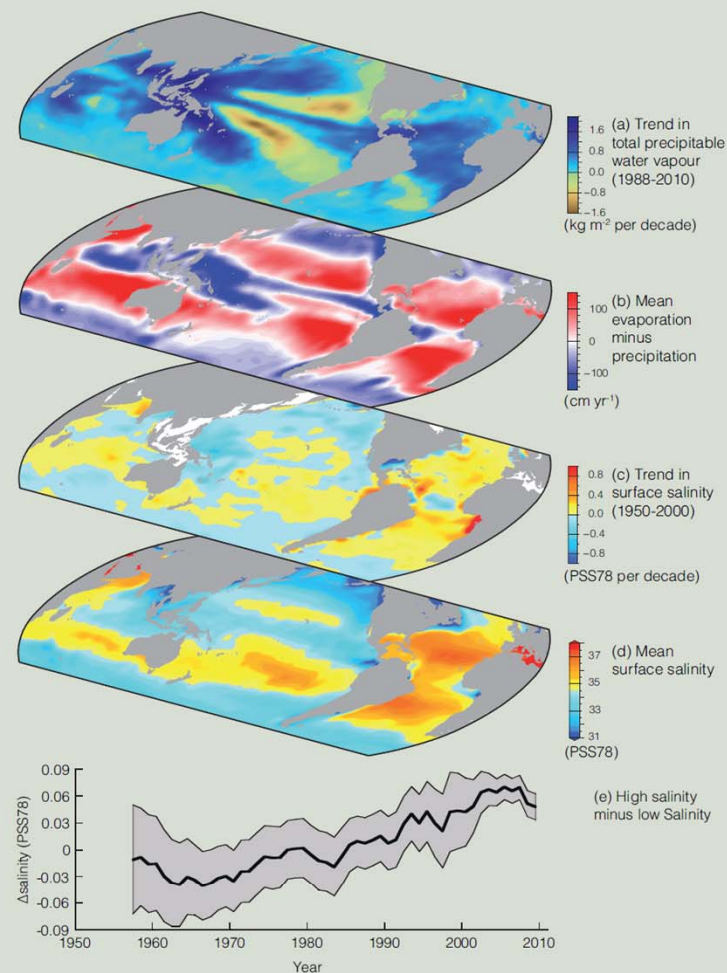 1.6
0.8
0.0
−0.8
−1.6
(a) Trend in
total precipitable
water vapour
(1988-2010)
(kg m⁻² per decade)
100
0
−100
(b) Mean
evaporation
minus
precipitation
(cm yr⁻¹)
0.8
0.4
0.0
−0.4
−0.8
(c) Trend in
surface salinity
(1950-2000)
(PSS78 per decade)
37
35
33
31
(d) Mean
surface salinity
(PSS78)
0.09
0.06
0.03
0
-0.03
-0.06
-0.09
Δsalinity (PSS78)
1950
1960
1970
1980
1990
2000
2010
Year
(e) High salinity
minus low Salinity